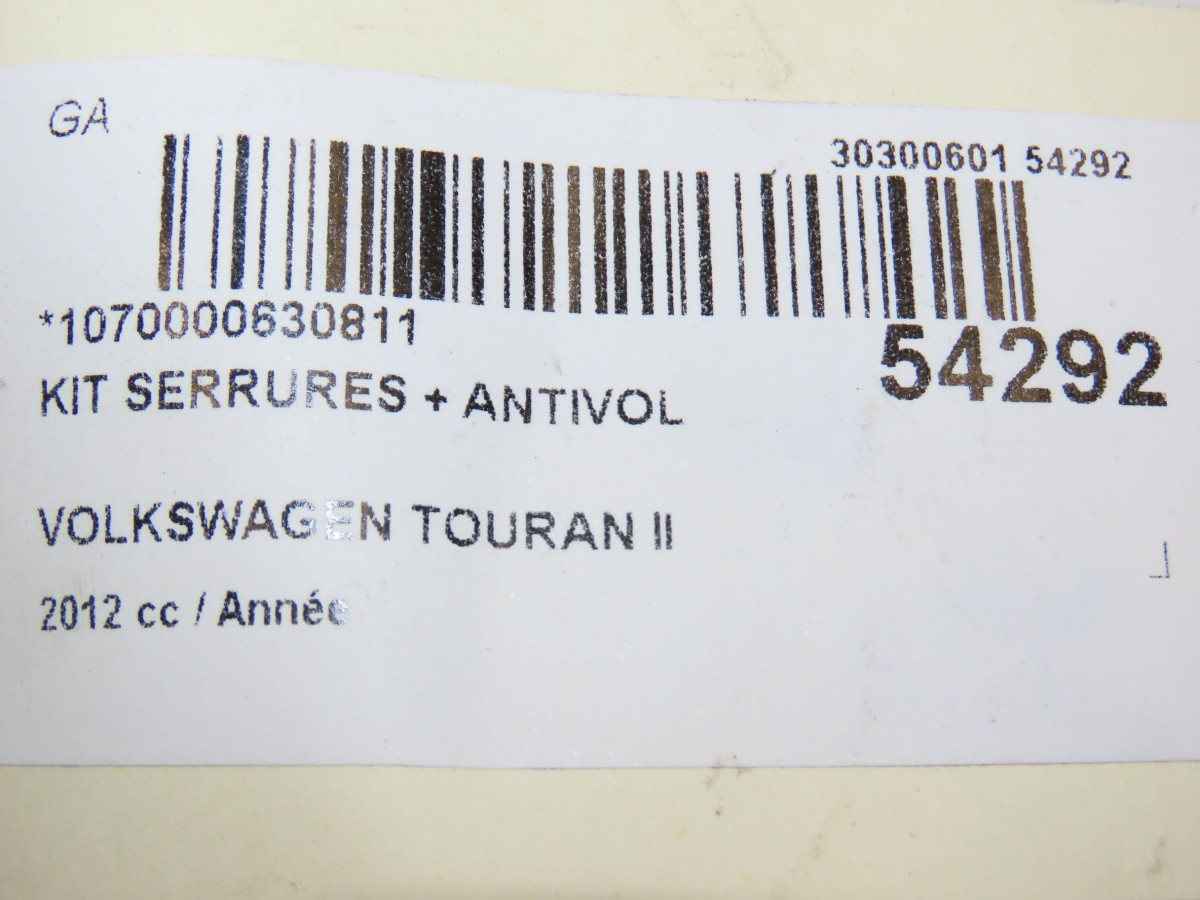 GA
30300601 54292
*1070000630811
54292
KIT SERRURES + ANTIVOL
VOLKSWAGEN TOURAN II
2012 cc / Année